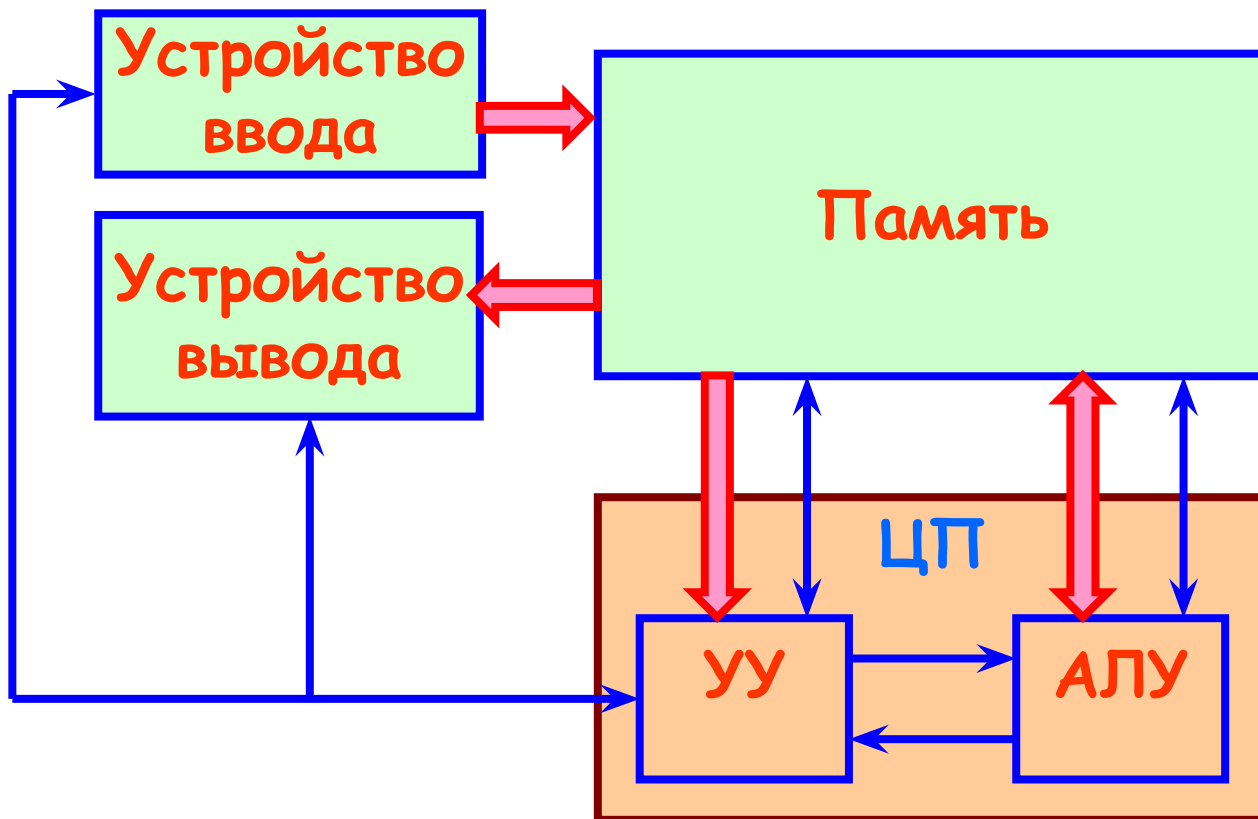 Устройство
ввода
Память
Устройство
вывода
ЦП
УУ
АЛУ